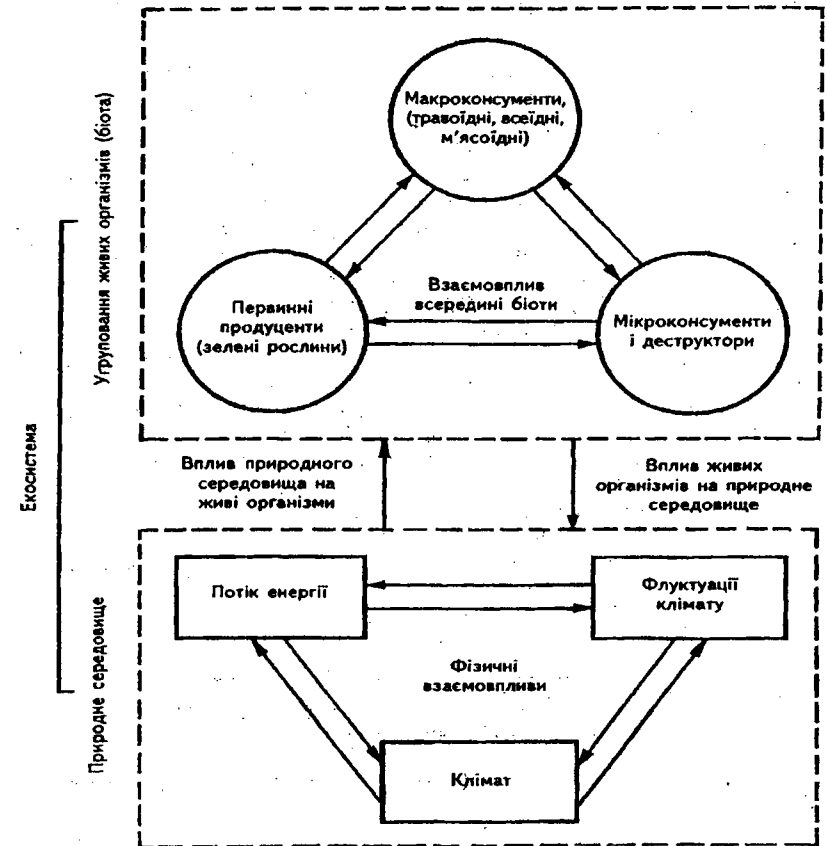 Екосистема
Угруповання живих організмів (біота)
Макроконсументи,
(травоїдні, всеїдні,
м'ясоїдні)
Взаємовплив
всередині біоти
Первинні
продуценти
(зелені рослини)
Мікроконсументи
і деструктори
Вплив природного
середовища на
живі організми
Вплив живих
організмів на природне
середовище
Природне середовище
Потік енергії
Флуктуації
клімату
Фізичні
взаємовпливи
Клімат